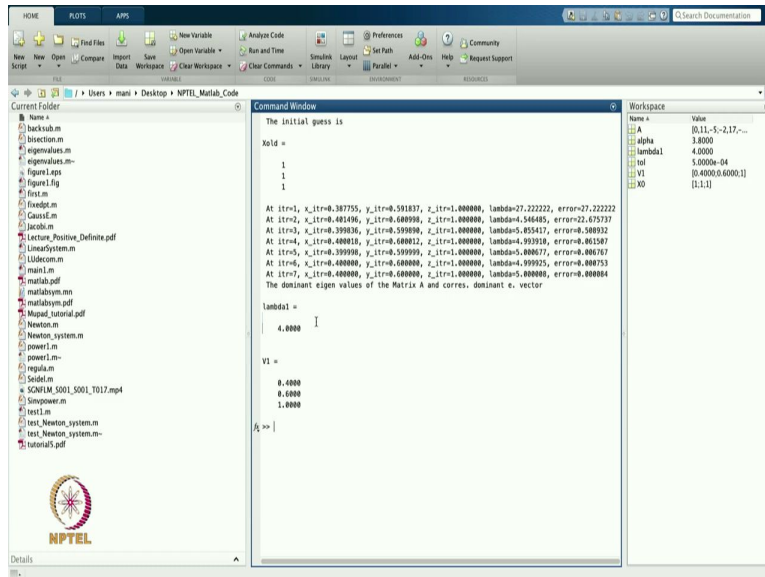 HOME PLOTS APPS Search Documentation
New Script New Open Find Files Compare Import Data Save Workspace New Variable Open Variable Clear Workspace Analyze Code Run and Time Clear Commands Simulink Library Layout Preferences Set Path Parallel Add-Ons Help Community Request Support
FILE VARIABLE CODE SIMULINK ENVIRONMENT RESOURCES
/ Users mani Desktop NPTEL_Matlab_Code
Current Folder
Name
backsub.m
bisection.m
eigenvalues.m
eigenvalues.m~
figure1.eps
figure1.fig
first.m
fixedpt.m
GaussE.m
Jacobi.m
Lecture_Positive_Definite.pdf
LinearSystem.m
LUdecom.m
main1.m
matlab.pdf
matlabsym.mn
matlabsym.pdf
Mupad_tutorial.pdf
Newton.m
Newton_system.m
power1.m
power1.m~
regula.m
Seidel.m
SGNFLM_S001_S001_T017.mp4
Sinvpower.m
test1.m
test_Newton_system.m
test_Newton_system.m~
tutorial5.pdf
NPTEL
Details
Command Window
The initial guess is
Xold =
1
1
1
At itr=1, x_itr=0.387755, y_itr=0.591837, z_itr=1.000000, lambda=27.222222, error=27.222222
At itr=2, x_itr=0.401496, y_itr=0.600998, z_itr=1.000000, lambda=4.546485, error=22.675737
At itr=3, x_itr=0.399836, y_itr=0.599890, z_itr=1.000000, lambda=5.055417, error=0.508932
At itr=4, x_itr=0.400018, y_itr=0.600012, z_itr=1.000000, lambda=4.993910, error=0.061507
At itr=5, x_itr=0.399998, y_itr=0.599999, z_itr=1.000000, lambda=5.000677, error=0.006767
At itr=6, x_itr=0.400000, y_itr=0.600000, z_itr=1.000000, lambda=4.999925, error=0.000753
At itr=7, x_itr=0.400000, y_itr=0.600000, z_itr=1.000000, lambda=5.000008, error=0.000084
The dominant eigen values of the Matrix A and corres. dominant e. vector
lambda1 =
4.0000
V1 =
0.4000
0.6000
1.0000
fx >>
Workspace
Name Value
A [0,11,-5;-2,17,-...
alpha 3.8000
lambda1 4.0000
tol 5.0000e-04
V1 [0.4000;0.6000;1]
X0 [1;1;1]